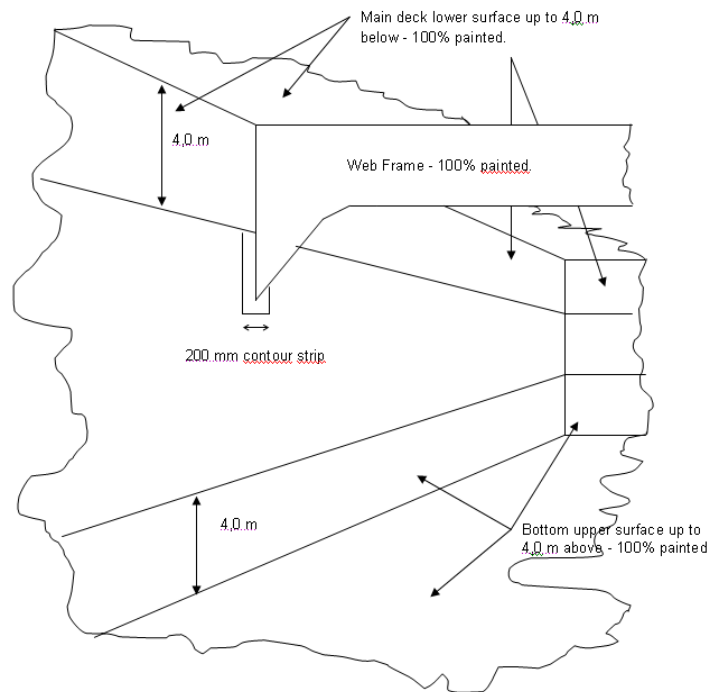 Main deck lower surface up to 4,0 m
below - 100% painted.
4,0 m
Web Frame - 100% painted.
200 mm contour strip
4,0 m
Bottom upper surface up to
4,0 m above - 100% painted